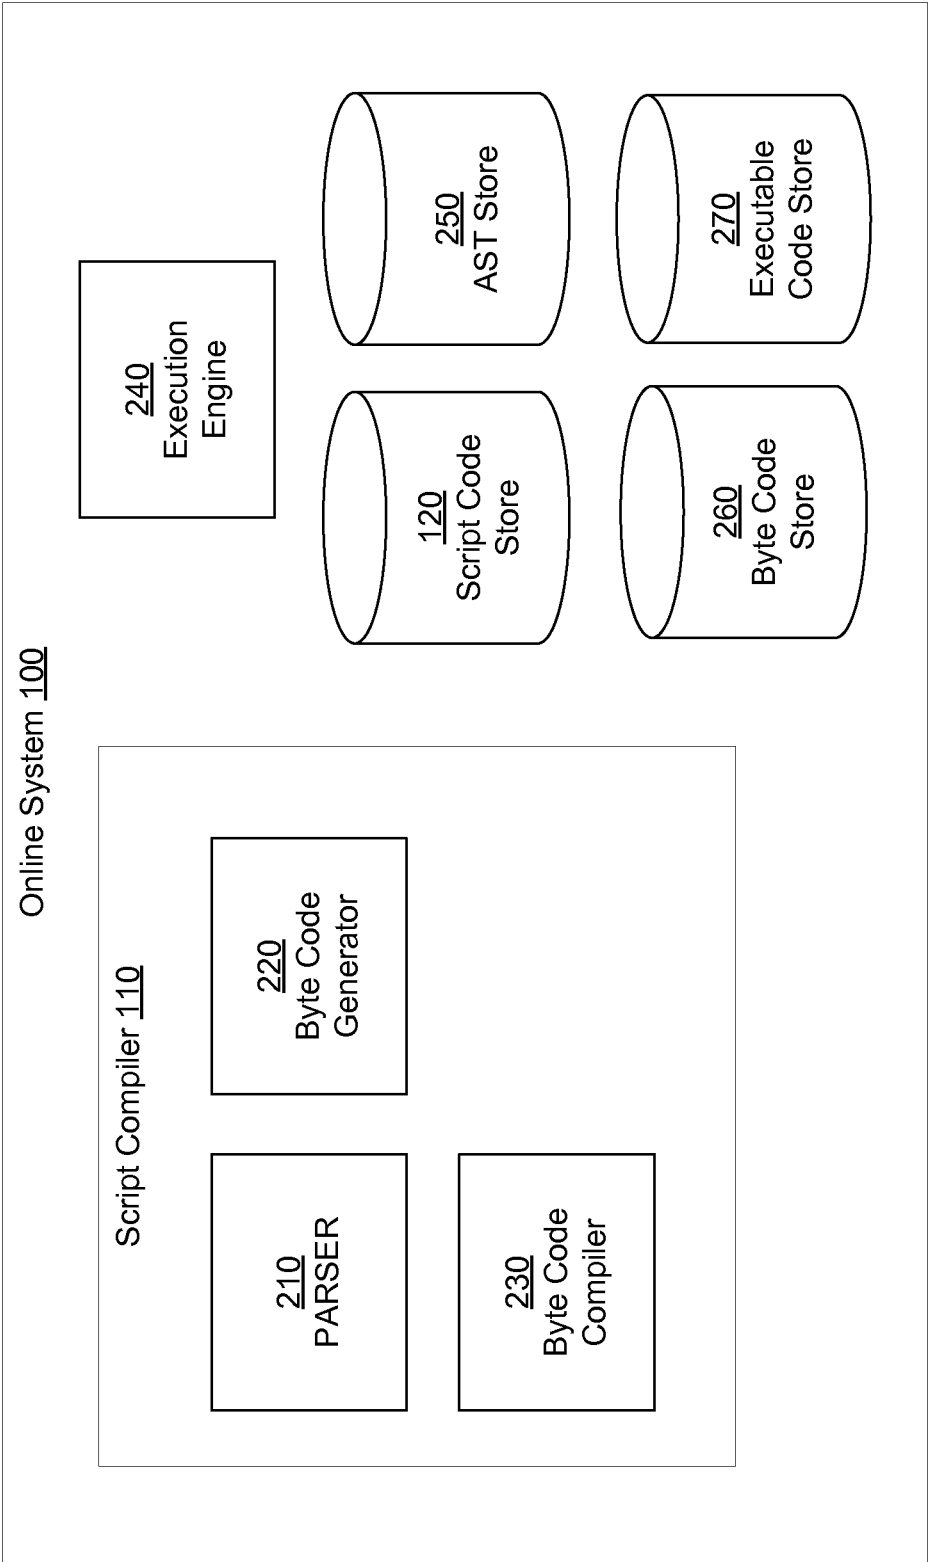 Online System 100
Script Compiler 110
210
PARSER
220
Byte Code
Generator
230
Byte Code
Compiler
240
Execution
Engine
120
Script Code
Store
250
AST Store
260
Byte Code
Store
270
Executable
Code Store